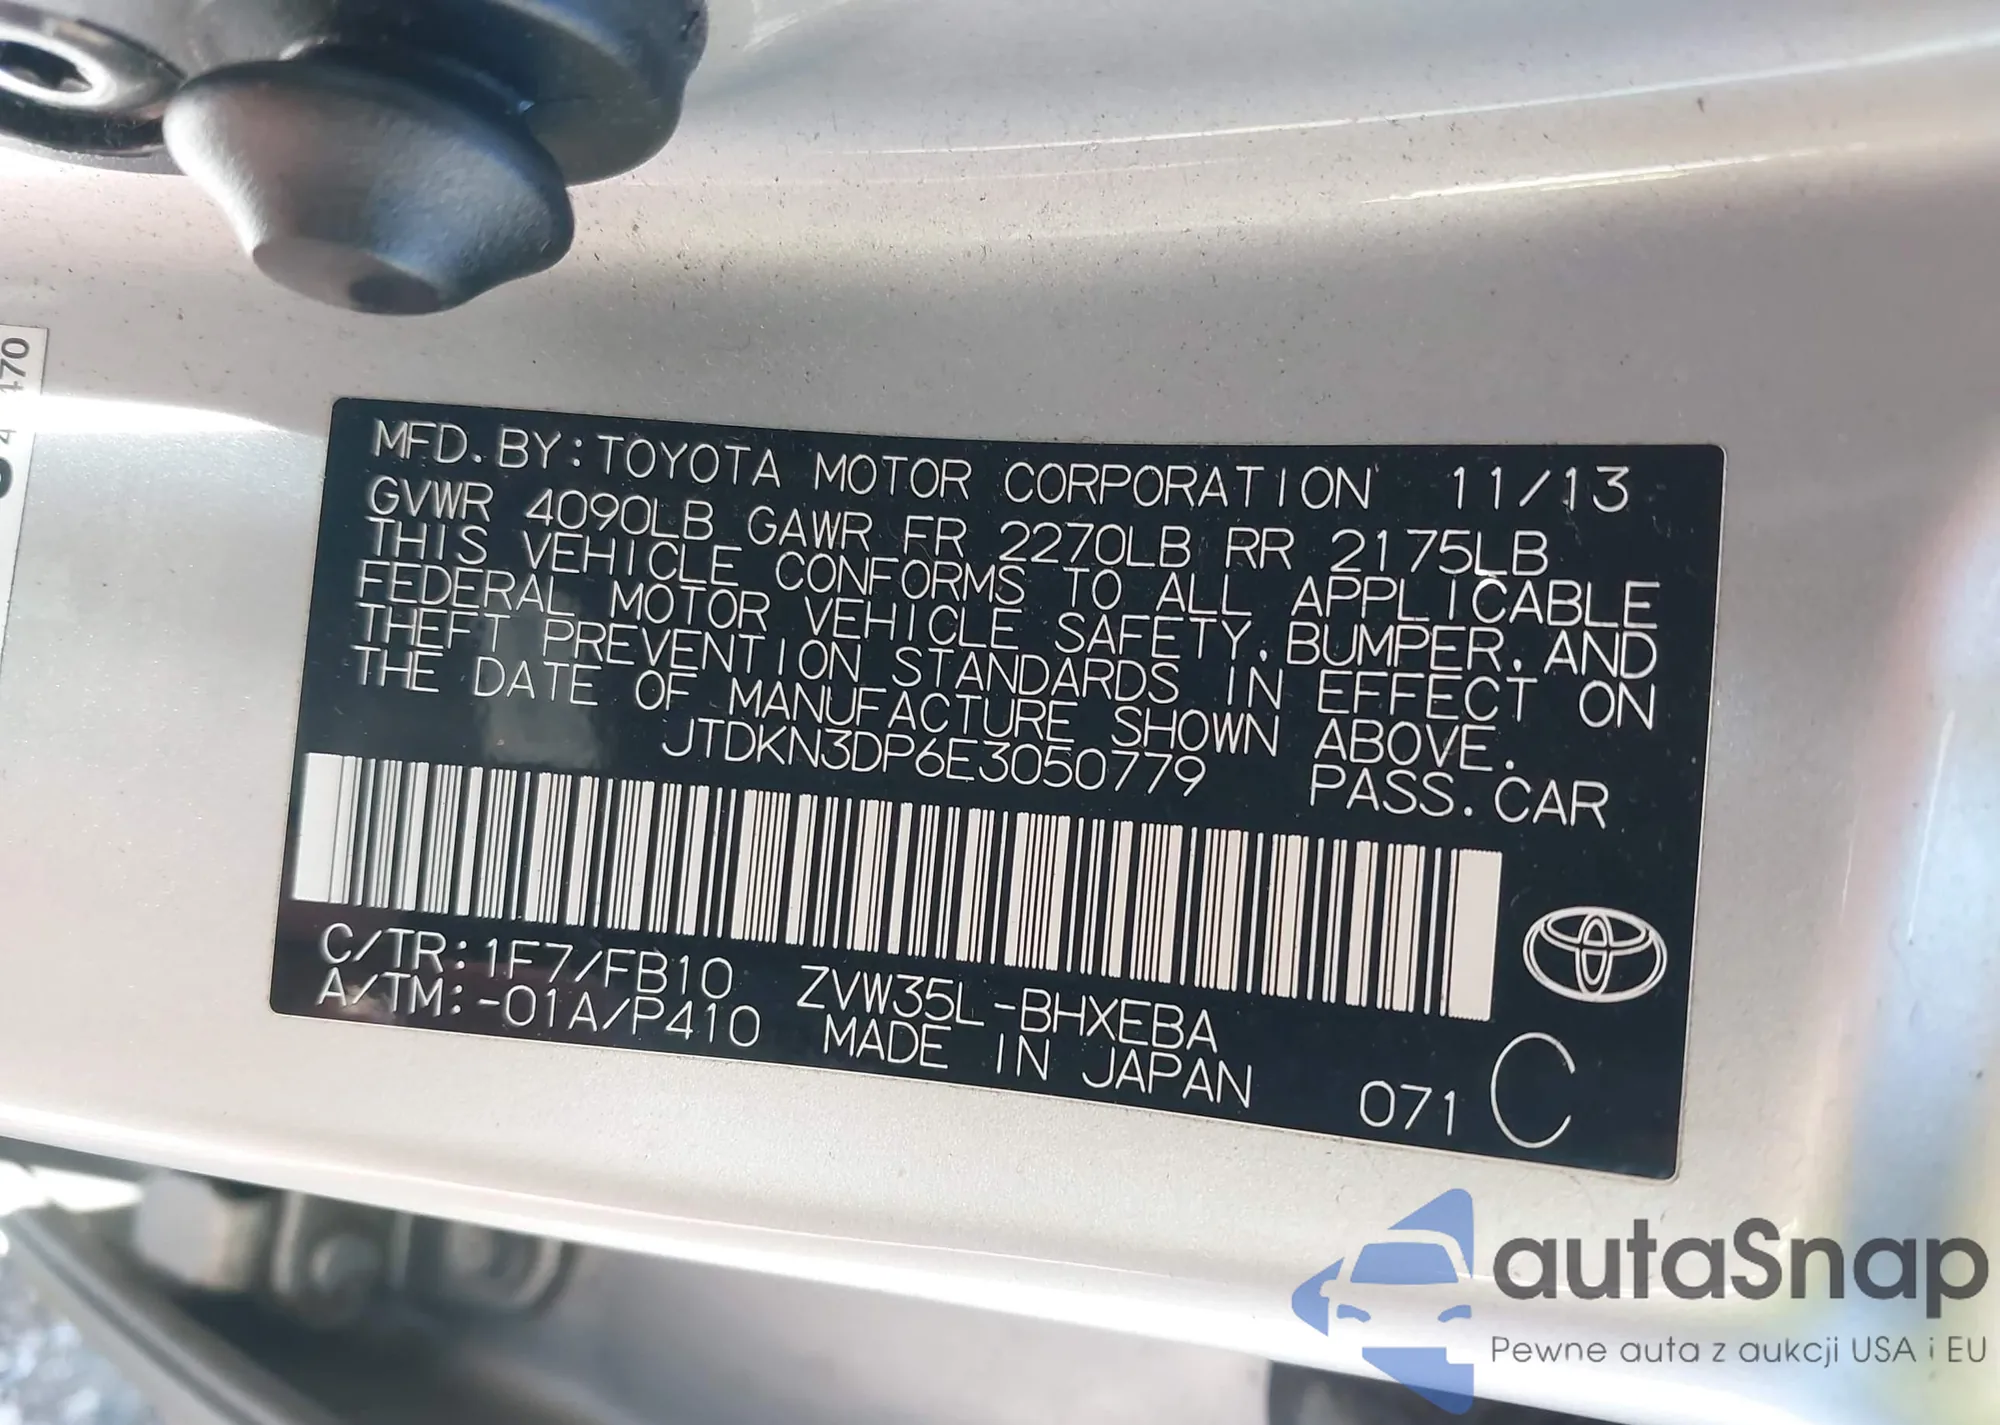 MFD. BY: TOYOTA MOTOR CORPORATION 11/13
GVWR 4090LB GAWR FR 2270LB RR 2175LB
THIS VEHICLE CONFORMS TO ALL APPLICABLE
FEDERAL MOTOR VEHICLE SAFETY, BUMPER, AND
THEFT PREVENTION STANDARDS IN EFFECT ON
THE DATE OF MANUFACTURE SHOWN ABOVE.
JTDKN3DP6E3050779 PASS. CAR
C/TR: 1F7/FB10 ZVW35L-BHXEBA
A/TM: -01A/P410 MADE IN JAPAN 071 C
autaSnap
Pewne auta z aukcji USA i EU